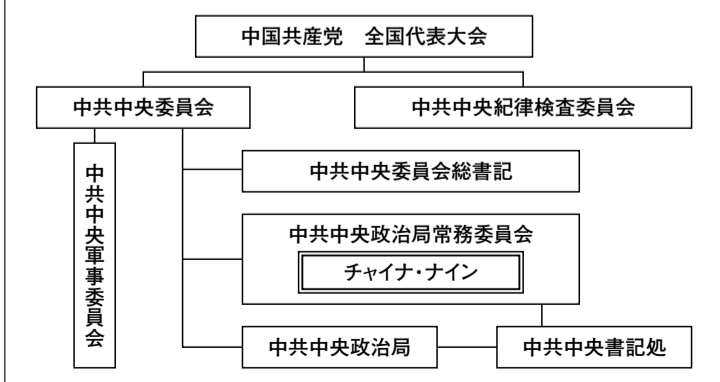 中国共産党　全国代表大会
中共中央委員会
中共中央紀律検査委員会
中共中央軍事委員会
中共中央委員会総書記
中共中央政治局常務委員会
チャイナ・ナイン
中共中央政治局
中共中央書記処